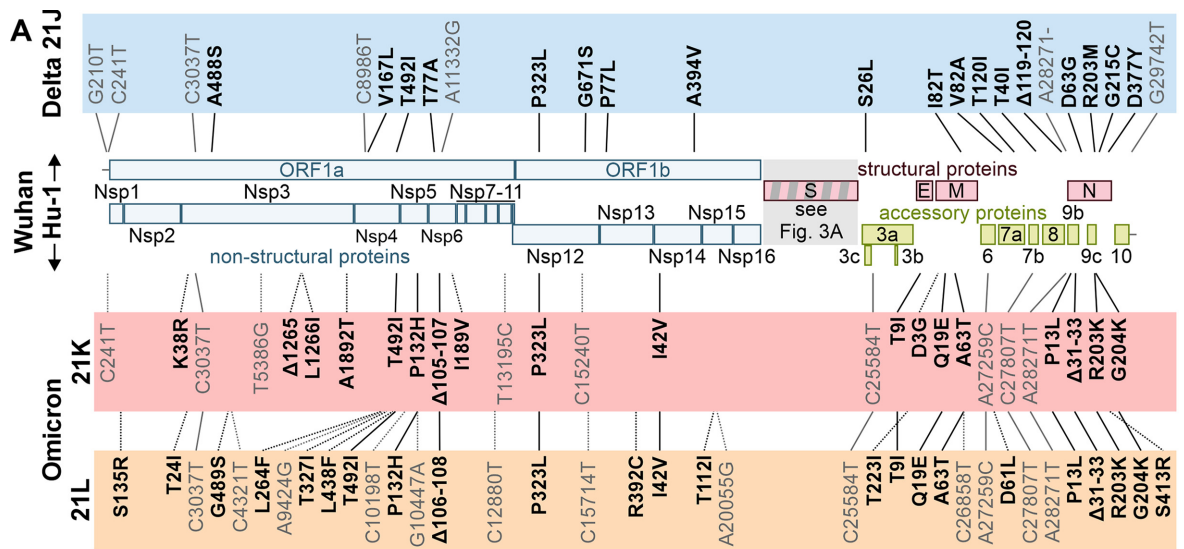 A
Delta 21J
G210T
C241T
C3037T
A488S
C8986T
V167L
T492I
T77A
A11332G
P323L
G671S
P77L
A394V
S26L
I82T
V82A
T120I
T40I
Δ119-120
A28271-
D63G
R203M
G215C
D377Y
G29742T
Wuhan
Hu-1
ORF1a
ORF1b
structural proteins
Nsp1
Nsp3
Nsp5
Nsp7-11
S
E
M
N
see
Fig. 3A
Nsp13
Nsp15
accessory proteins
9b
3a
7a
8
Nsp2
Nsp4
Nsp6
non-structural proteins
Nsp12
Nsp14
Nsp16
3c
3b
6
7b
9c
10
Omicron
21K
C241T
K38R
C3037T
T5386G
Δ1265
L1266I
A1892T
T492I
P132H
Δ105-107
I189V
T13195C
P323L
C15240T
I42V
C25584T
T9I
D3G
Q19E
A63T
A27259C
C27807T
A28271T
P13L
Δ31-33
R203K
G204K
21L
S135R
T24I
C3037T
G489S
C4321T
L264F
A9424G
T327I
L438F
T492I
C10198T
P132H
G10447A
Δ106-108
C12880T
P323L
C15714T
R392C
I42V
T112I
A20055G
C25584T
T223I
T9I
Q19E
A63T
C26858T
A27259C
D61L
C27807T
A28271T
P13L
Δ31-33
R203K
G204K
S413R